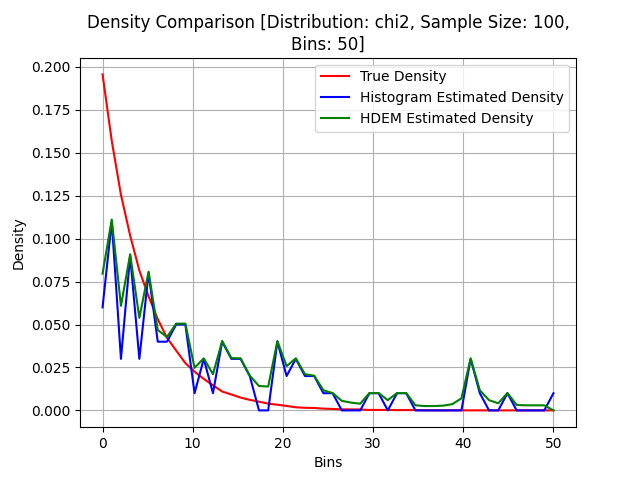 Density Comparison [Distribution: chi2, Sample Size: 100,
Bins: 50]
True Density
Histogram Estimated Density
HDEM Estimated Density
Density
0.200
0.175
0.150
0.125
0.100
0.075
0.050
0.025
0.000
0 10 20 30 40 50
Bins